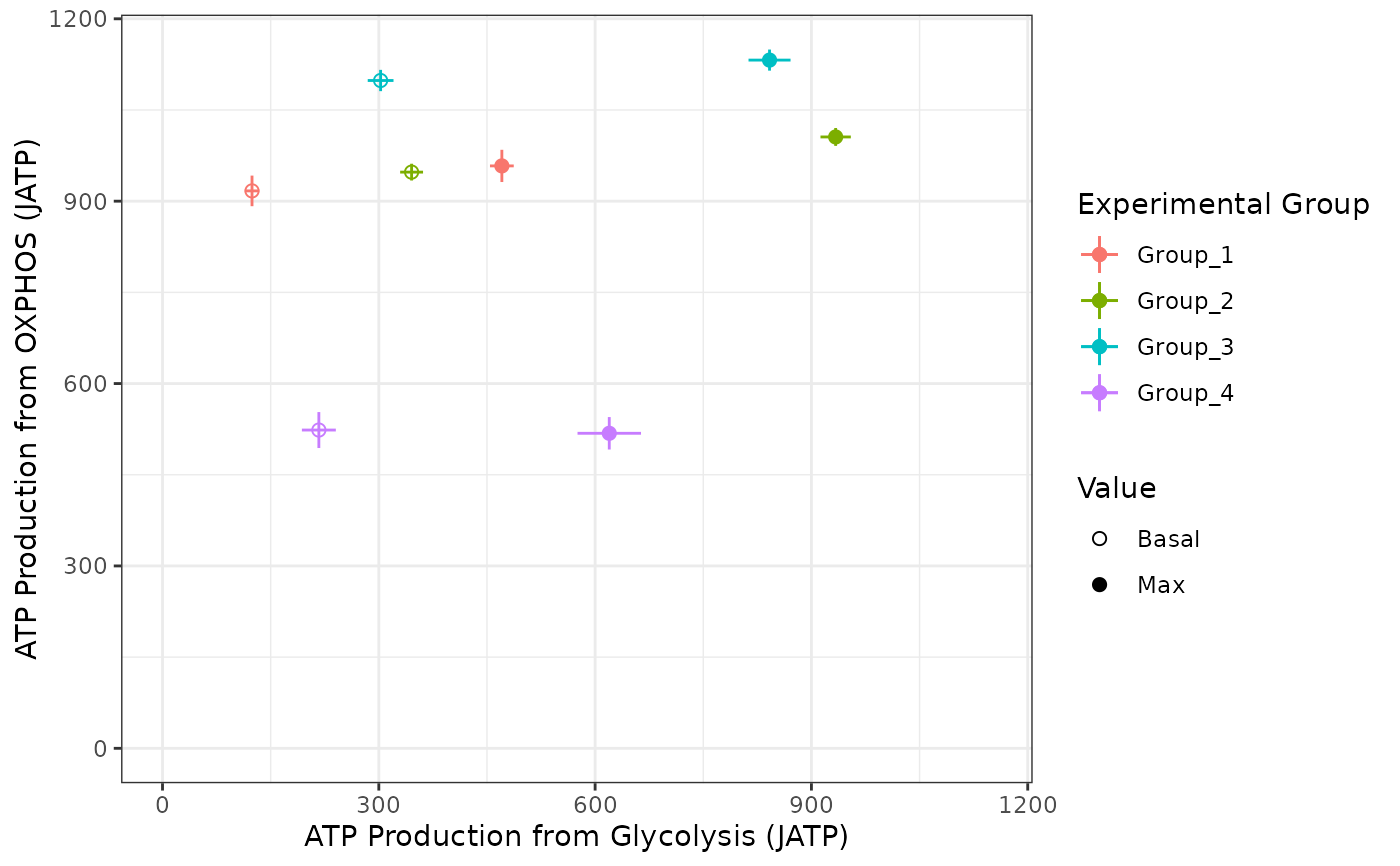 1200
900
600
300
0
ATP Production from OXPHOS (JATP)
0
300
600
900
1200
ATP Production from Glycolysis (JATP)
Experimental Group
Group_1
Group_2
Group_3
Group_4
Value
Basal
Max